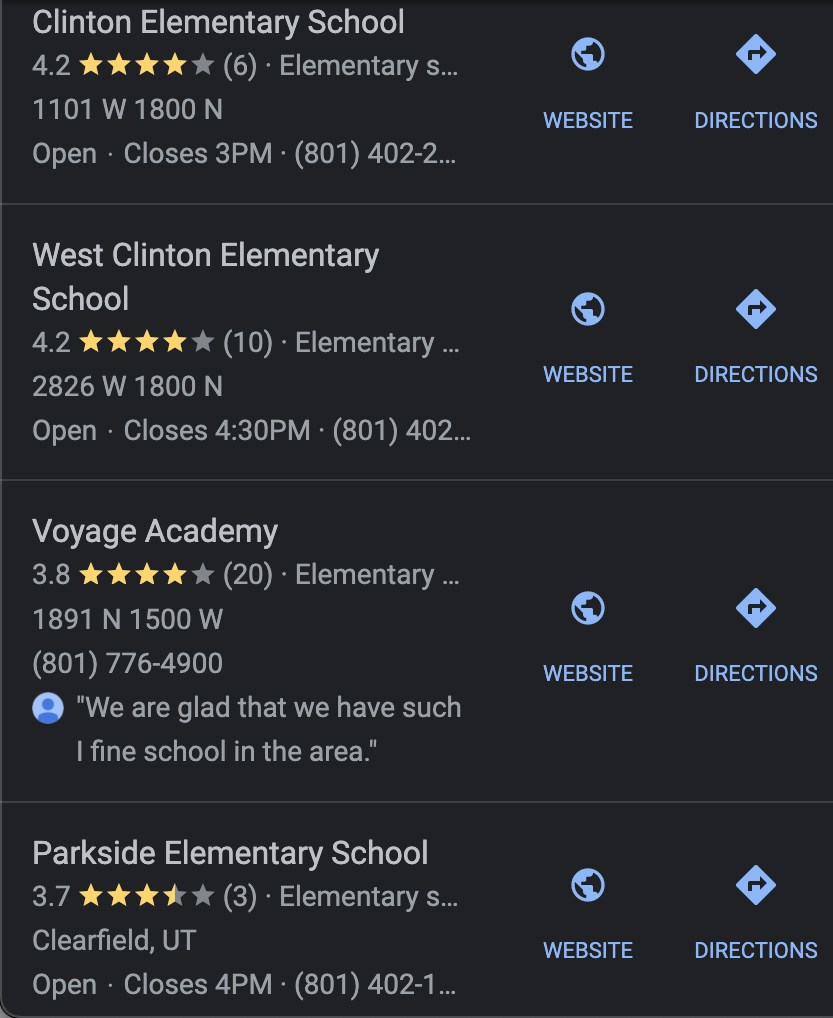 Clinton Elementary School
4.2 (6) · Elementary s...
1101 W 1800 N
Open · Closes 3PM · (801) 402-2...
WEBSITE
DIRECTIONS
West Clinton Elementary
School
4.2 (10) · Elementary ...
2826 W 1800 N
Open · Closes 4:30PM · (801) 402...
WEBSITE
DIRECTIONS
Voyage Academy
3.8 (20) · Elementary ...
1891 N 1500 W
(801) 776-4900
"We are glad that we have such
I fine school in the area."
WEBSITE
DIRECTIONS
Parkside Elementary School
3.7 (3) · Elementary s...
Clearfield, UT
Open · Closes 4PM · (801) 402-1...
WEBSITE
DIRECTIONS